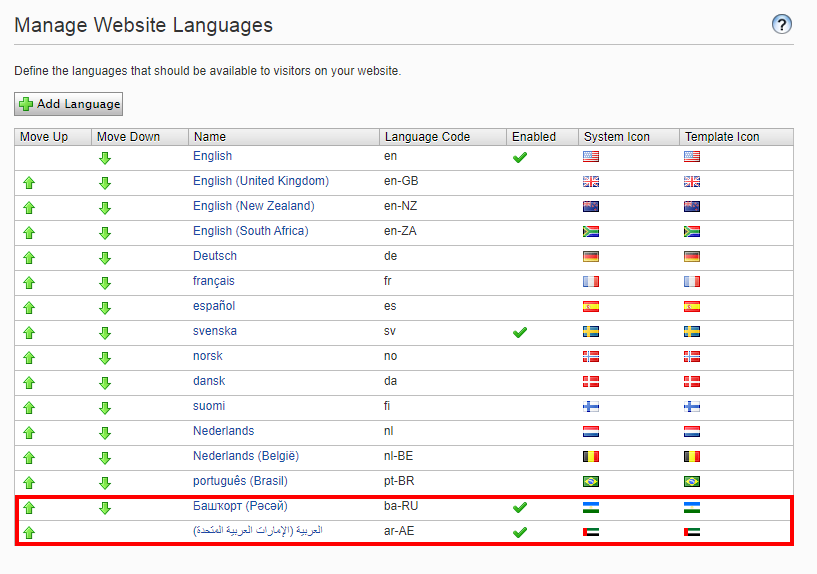 Manage Website Languages
?
Define the languages that should be available to visitors on your website.
Add Language
Move Up Move Down Name Language Code Enabled System Icon Template Icon
English en
English (United Kingdom) en-GB
English (New Zealand) en-NZ
English (South Africa) en-ZA
Deutsch de
français fr
español es
svenska sv
norsk no
dansk da
suomi fi
Nederlands nl
Nederlands (België) nl-BE
português (Brasil) pt-BR
Башҡорт (Рәсәй) ba-RU
العربية (الإمارات العربية المتحدة) ar-AE